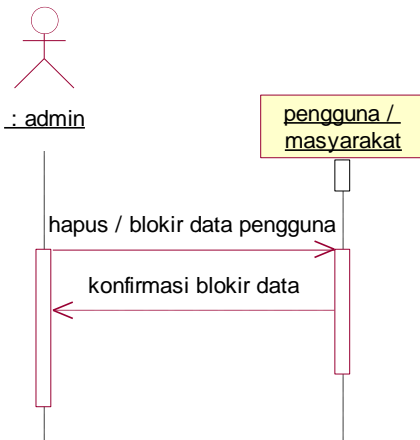 : admin
pengguna /
masyarakat
hapus / blokir data pengguna
konfirmasi blokir data